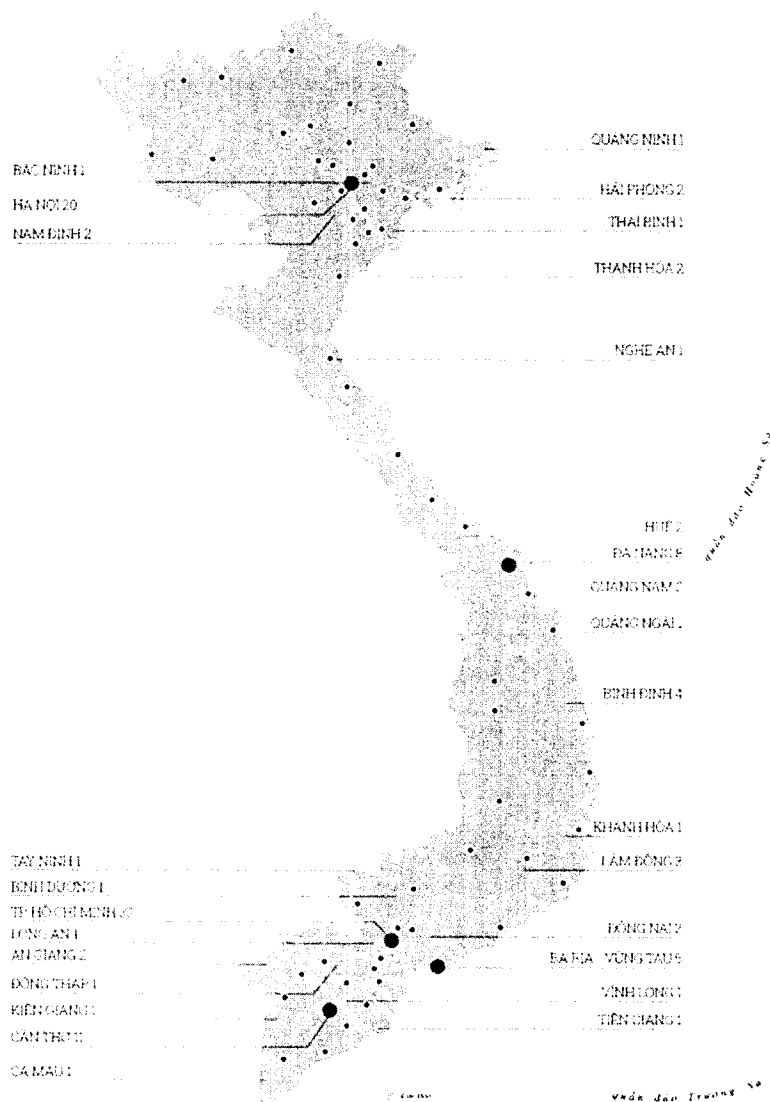 QUẢNG NINH 1
BẮC NINH 1
HẢI PHÒNG 2
HÀ NỘI 20
THÁI BÌNH 1
NAM ĐỊNH 2
THANH HÓA 2
NGHỆ AN 1
quần đảo Hoàng Sa
HUẾ 2
ĐÀ NẴNG 8
QUẢNG NAM 2
QUẢNG NGÃI
BÌNH ĐỊNH 4
KHÁNH HÒA 1
TÂY NINH 1
LÂM ĐỒNG 3
BÌNH DƯƠNG 1
TP HỒ CHÍ MINH
LONG AN 1
ĐỒNG NAI 2
AN GIANG 2
BÀ RỊA - VŨNG TÀU
ĐỒNG THÁP 1
VĨNH LONG 1
KIÊN GIANG 1
TIỀN GIANG 1
CẦN THƠ
CÀ MAU 1
quần đảo Trường Sa